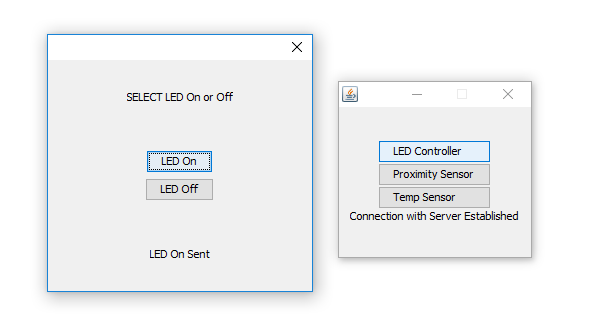 SELECT LED On or Off
LED On
LED Off
LED On Sent
LED Controller
Proximity Sensor
Temp Sensor
Connection with Server Established